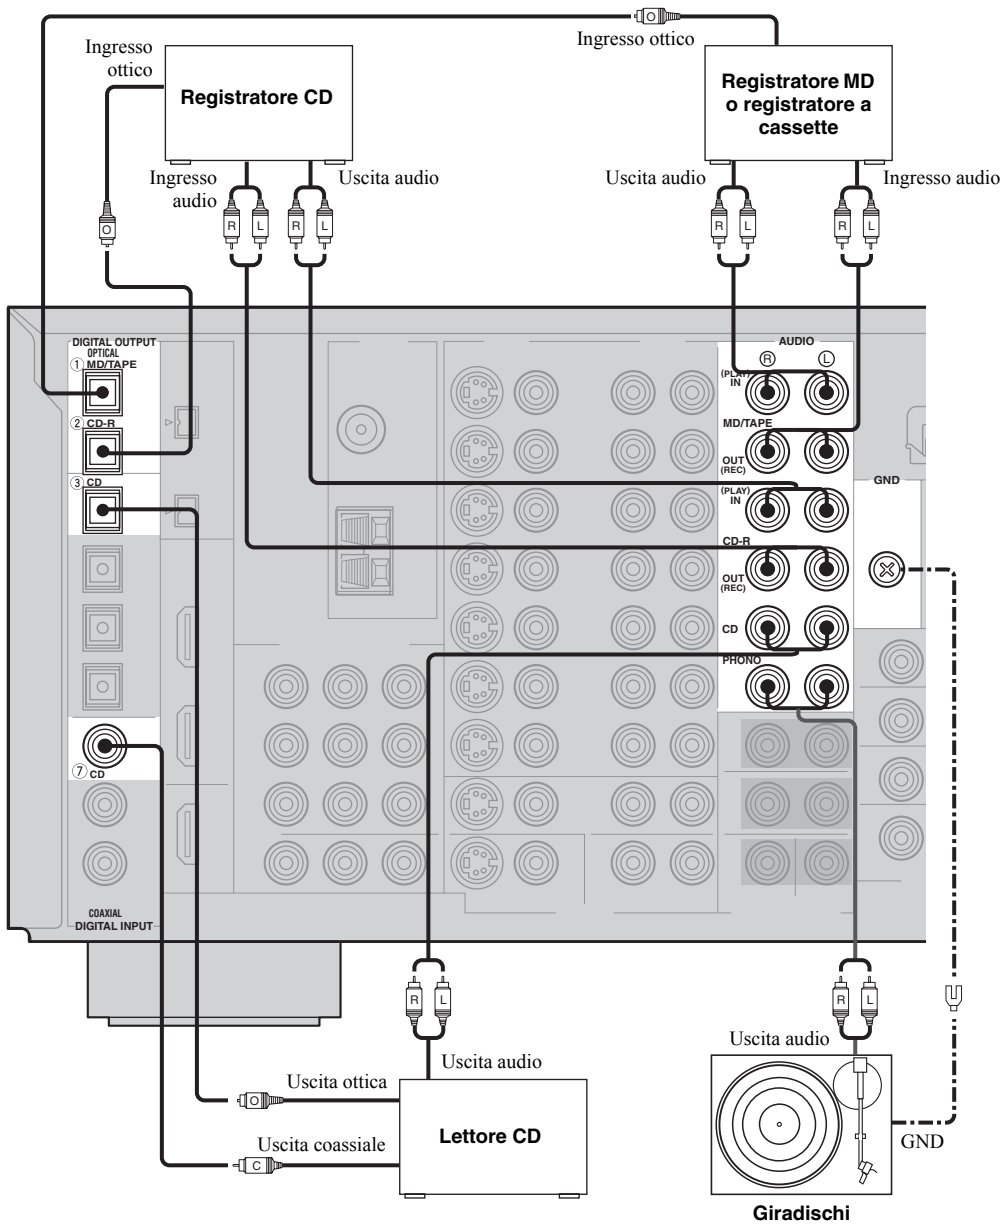 O
Ingresso ottico
Ingresso
ottico
Registratore CD
Registratore MD
o registratore a
cassette
Ingresso
audio
Uscita audio
Uscita audio
Ingresso audio
O
R
L
R
L
R
L
R
L
DIGITAL OUTPUT
OPTICAL
① MD/TAPE
② CD-R
③ CD
AUDIO
Ⓡ
Ⓛ
(PLAY)
IN
MD/TAPE
OUT
(REC)
(PLAY)
IN
CD-R
OUT
(REC)
CD
PHONO
GND
⑦ CD
COAXIAL
DIGITAL INPUT
R
L
R
L
Uscita audio
Uscita audio
Uscita ottica
O
Uscita coassiale
C
Lettore CD
GND
Giradischi